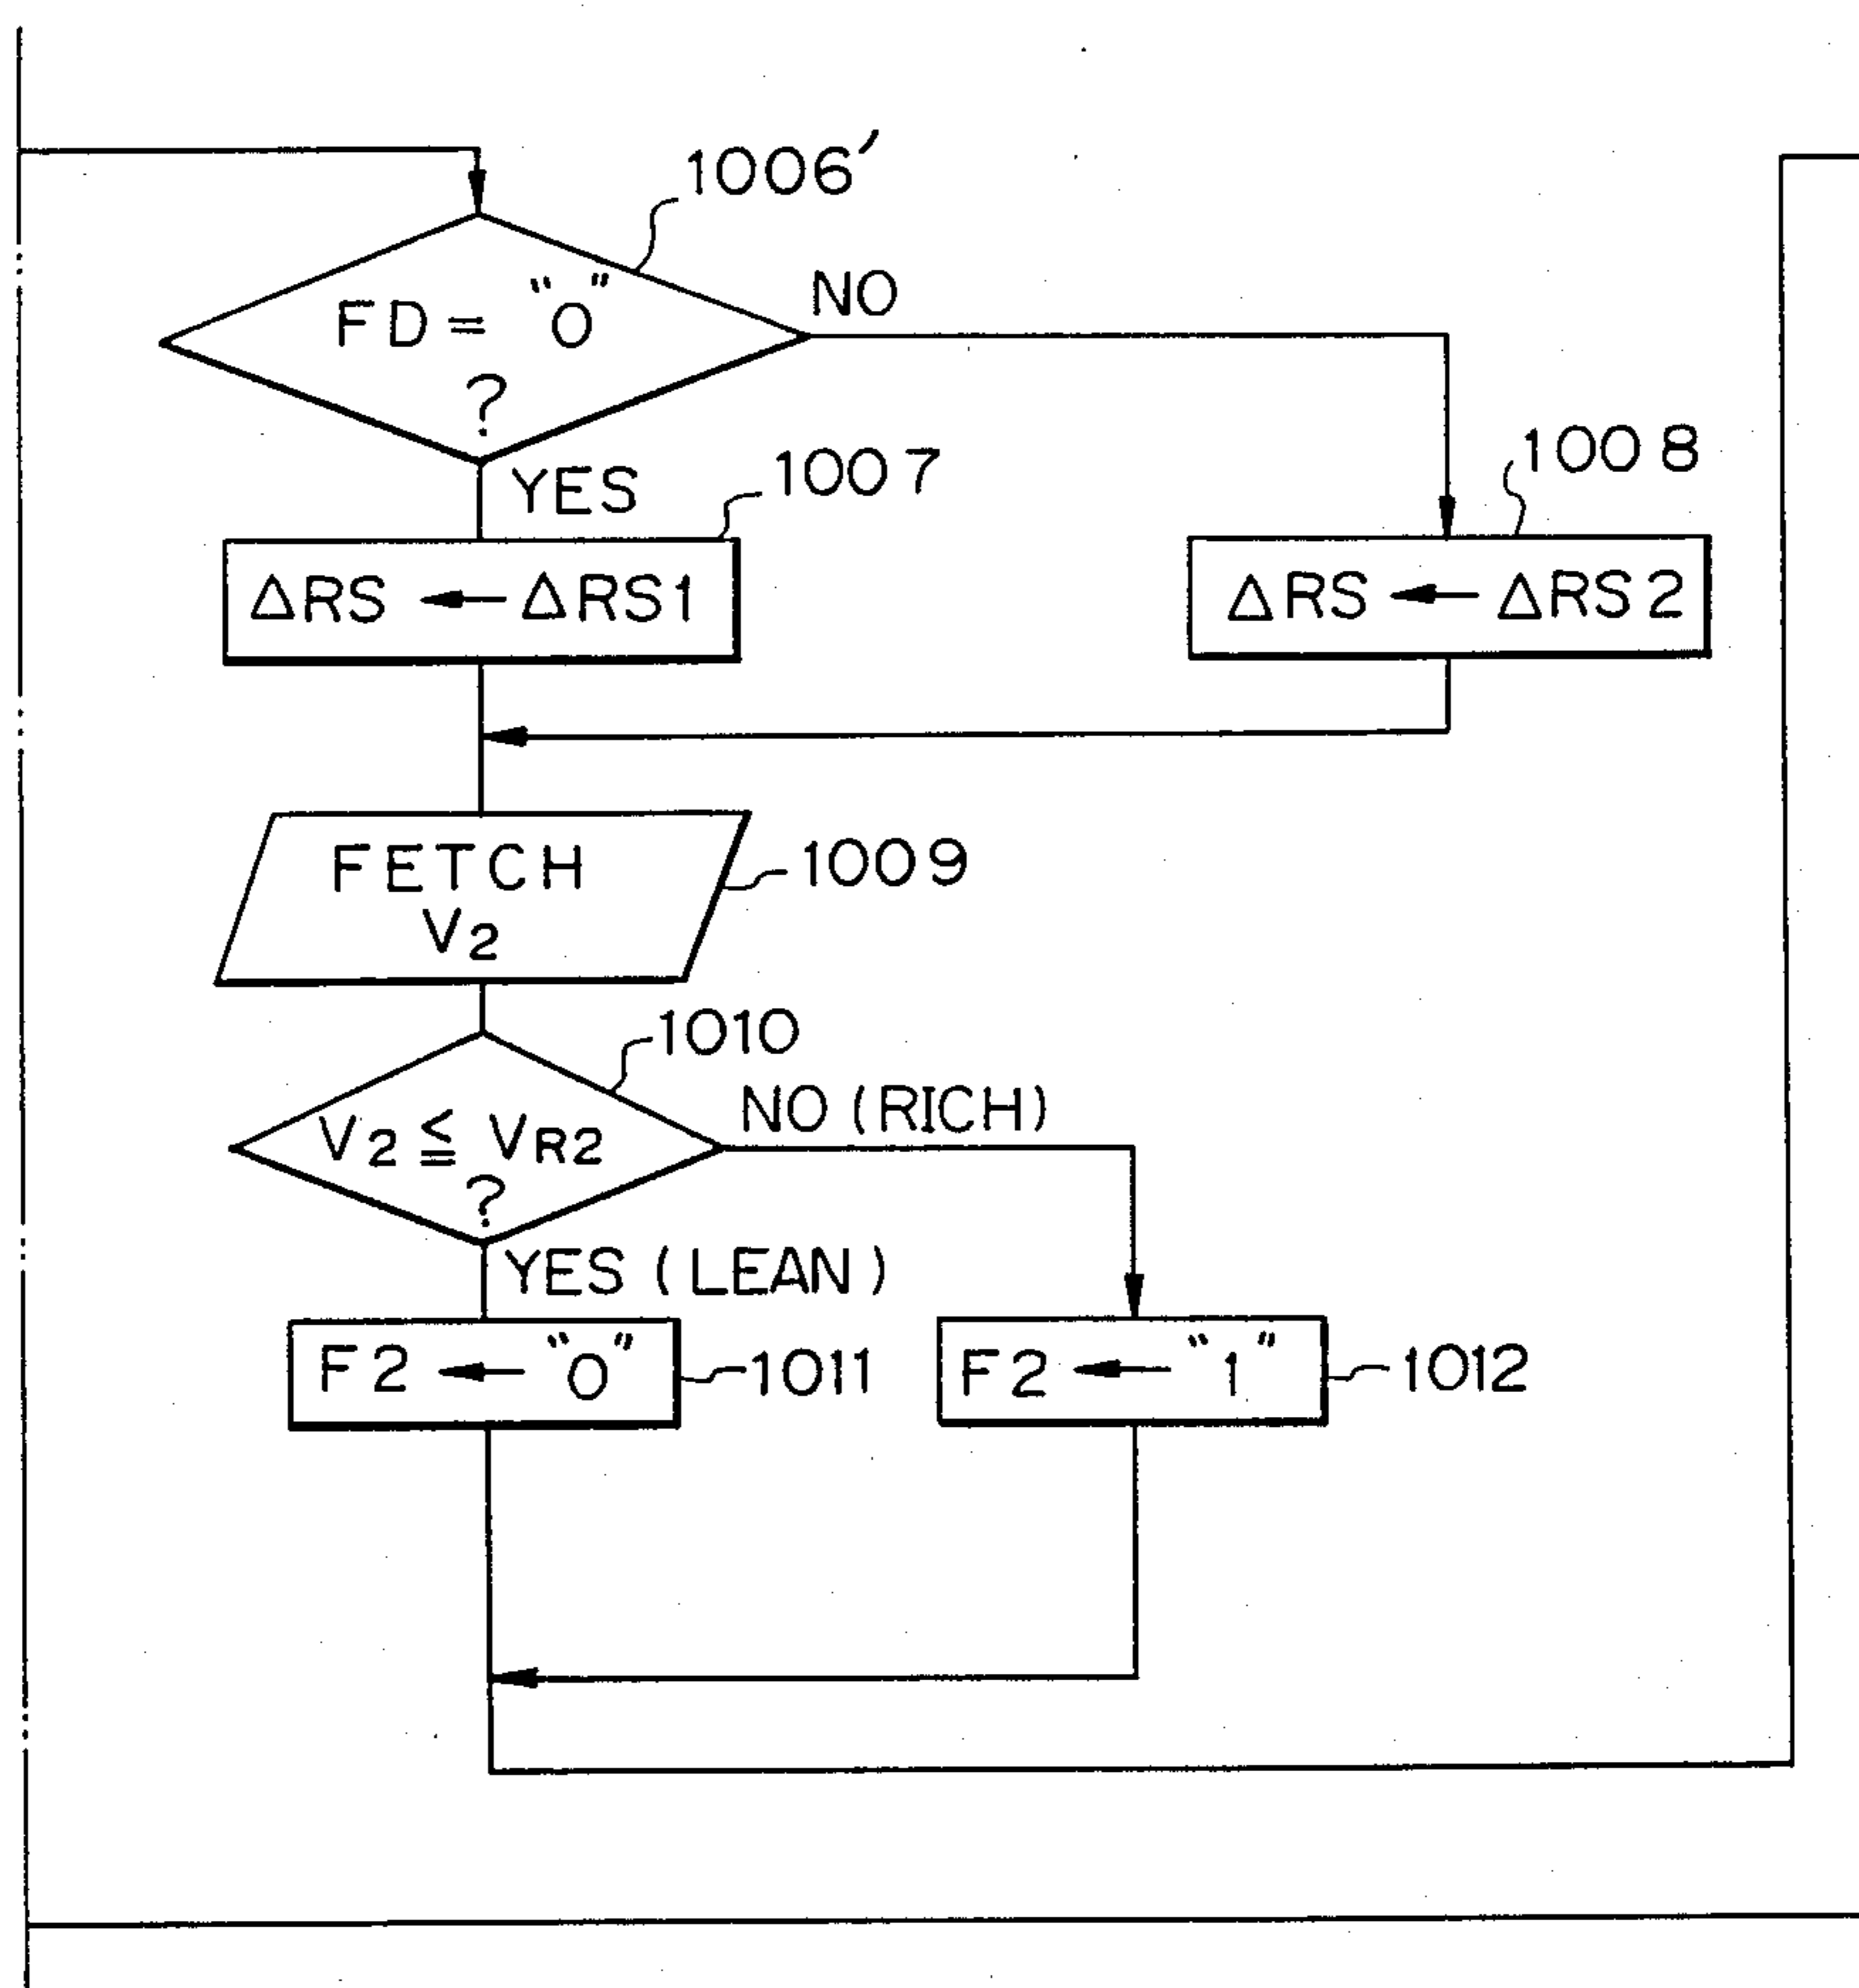 1006'
FD = "0"
?
NO
YES
1007
1008
ΔRS ← ΔRS1
ΔRS ← ΔRS2
FETCH
V2
1009
1010
V2 ≦ VR2
?
NO (RICH)
YES (LEAN)
F2 ← "0"
1011
F2 ← "1"
1012